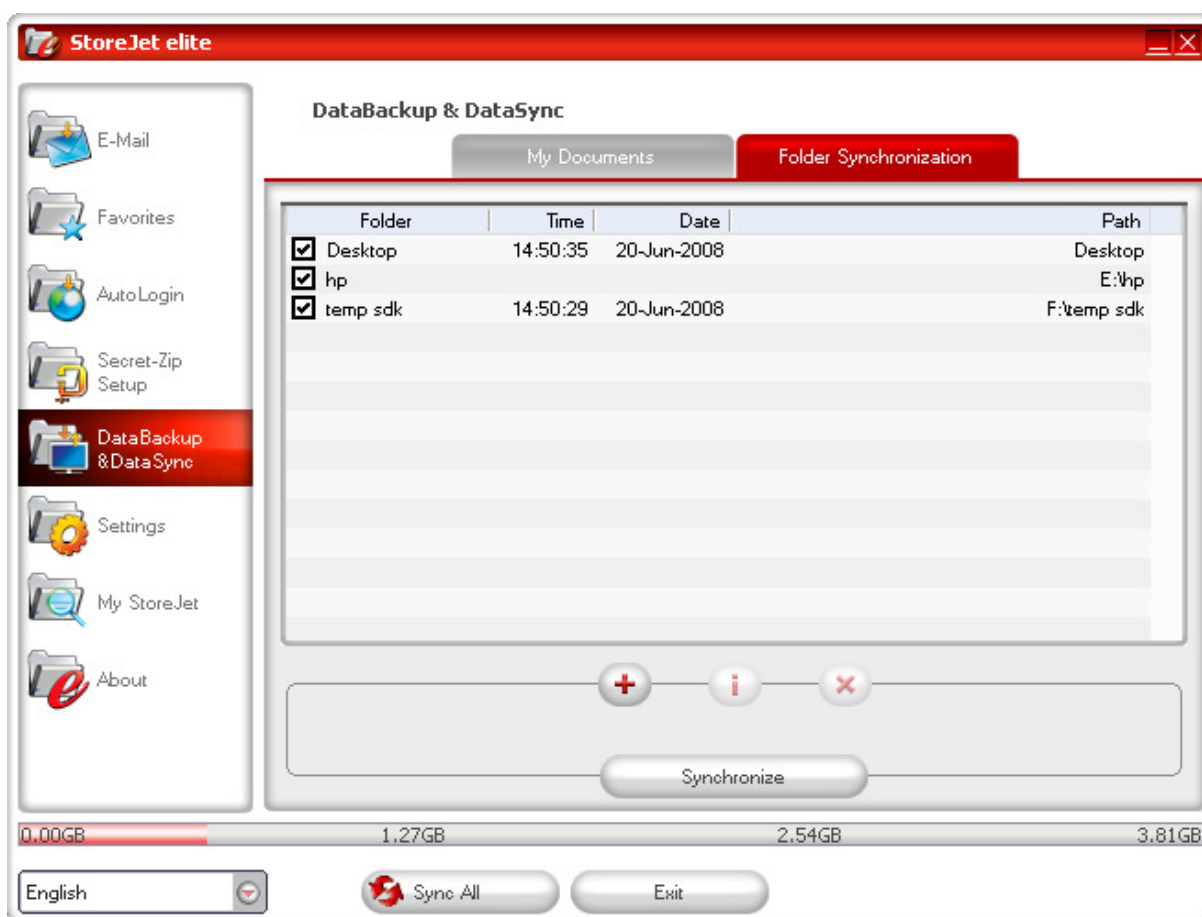 StoreJet elite
E-Mail
Favorites
AutoLogin
Secret-Zip
Setup
DataBackup
&DataSync
Settings
My StoreJet
About
DataBackup & DataSync
My Documents
Folder Synchronization
Folder Time Date Path
Desktop 14:50:35 20-Jun-2008 Desktop
hp E:\hp
temp sdk 14:50:29 20-Jun-2008 F:\temp sdk
Synchronize
0.00GB 1.27GB 2.54GB 3.81GB
English
Sync All
Exit